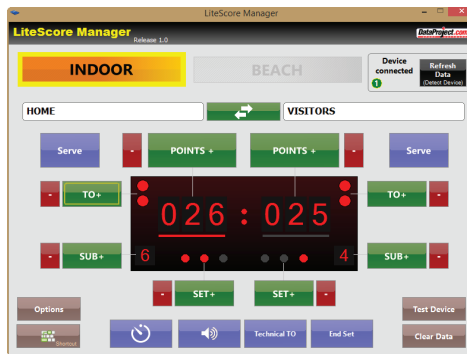 LiteScore Manager
LiteScore Manager Release 1.0
DataProject.com
INDOOR
BEACH
Device connected
1
Refresh Data
(Detect Device)
HOME
VISITORS
Serve
-
POINTS +
POINTS +
-
Serve
-
TO+
TO+
-
026 : 025
-
SUB+
6
4
SUB+
-
-
SET+
SET+
-
Options
Test Device
Shortcut
Technical TO
End Set
Clear Data